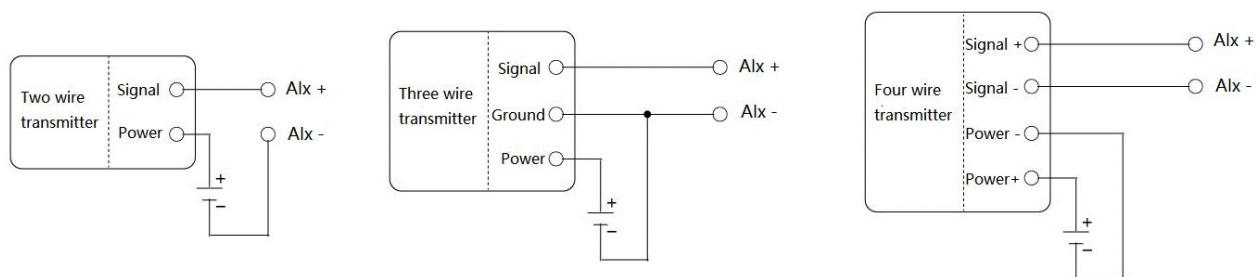 Two wire
transmitter
Signal
Power
AIx +
AIx -
+
−
Three wire
transmitter
Signal
Ground
Power
AIx +
AIx -
+
−
Four wire
transmitter
Signal +
Signal -
Power -
Power+
AIx +
AIx -
+
−